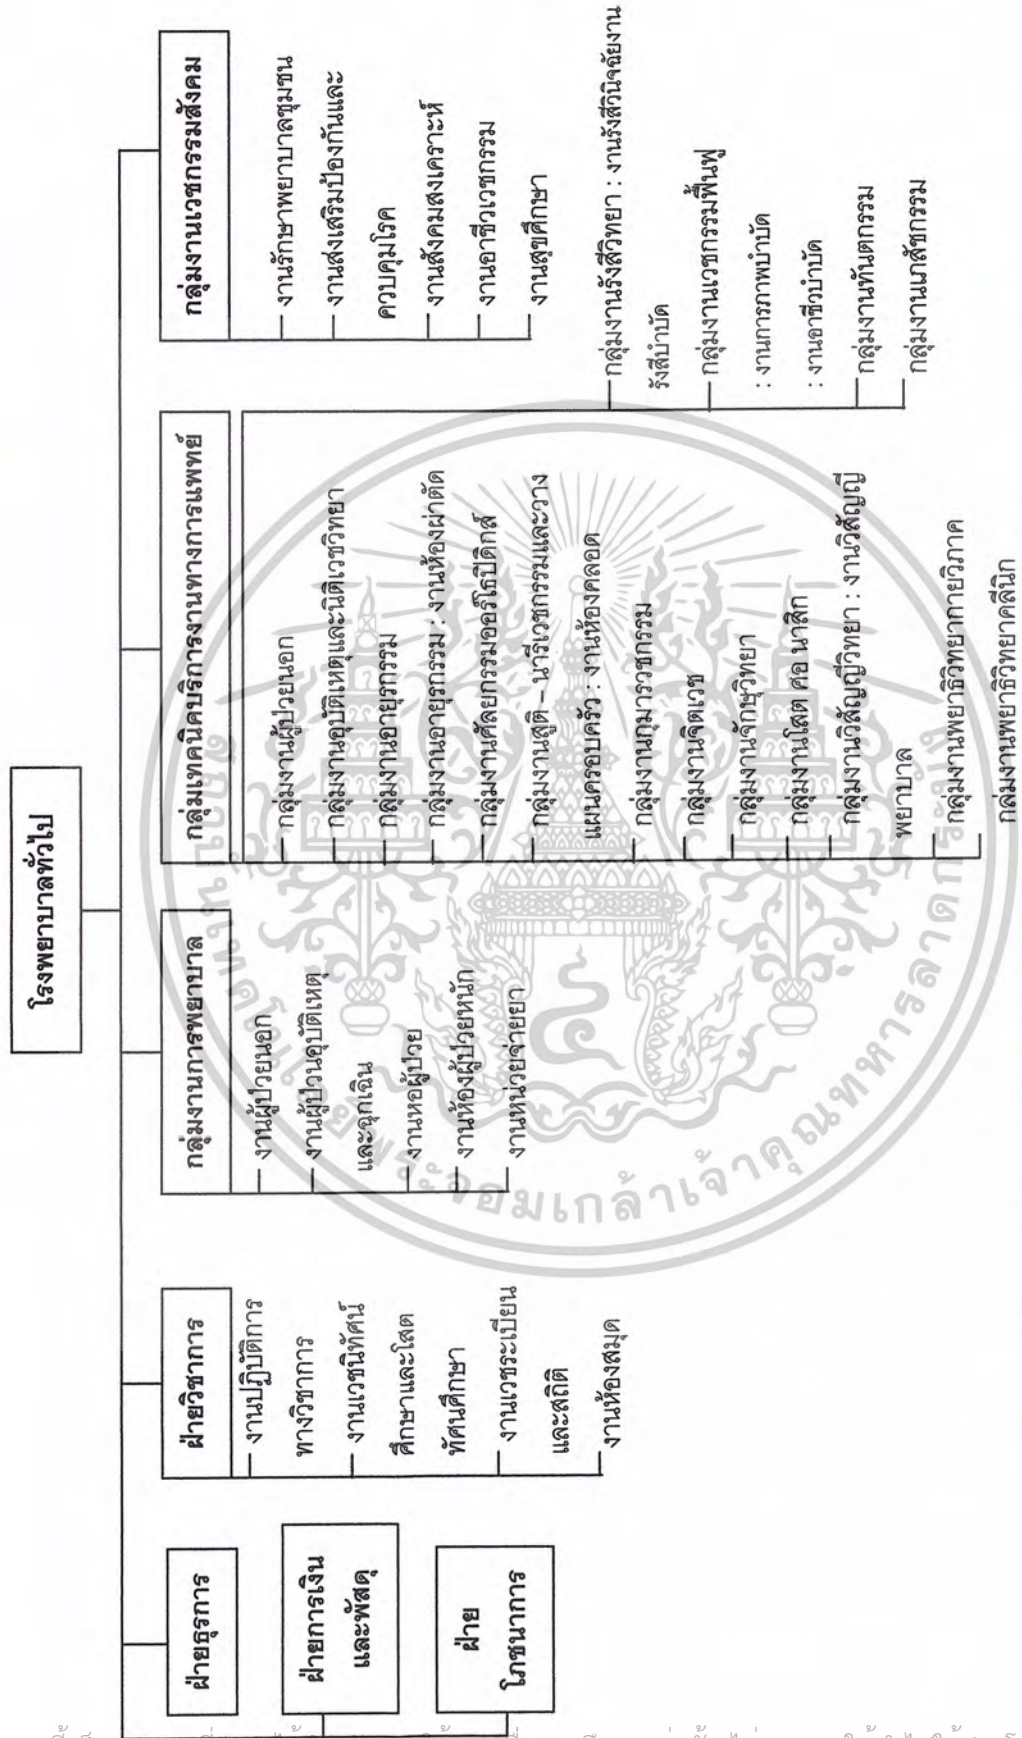 โรงพยาบาลทั่วไป
ฝ่ายธุรการ
ฝ่ายการเงิน
และพัสดุ
ฝ่าย
โภชนาการ
ฝ่ายวิชาการ
งานปฏิบัติการ
ทางวิชาการ
งานเวชนิทัศน์
ศึกษาและโสต
ทัศนศึกษา
งานเวชระเบียน
และสถิติ
งานห้องสมุด
กลุ่มงานการพยาบาล
งานผู้ป่วยนอก
งานผู้ป่วนอุบัติเหตุ
และฉุกเฉิน
งานหอผู้ป่วย
งานห้องผู้ป่วยหนัก
งานหน่วยจ่ายยา
กลุ่มเทคนิคบริการงานทางการแพทย์
กลุ่มงานผู้ป่วยนอก
กลุ่มงานอุบัติเหตุและนิติเวชวิทยา
กลุ่มงานอายุรกรรม
กลุ่มงานอายุรกรรม : งานห้องผ่าตัด
กลุ่มงานศัลยกรรมออร์โธปิดิกส์
กลุ่มงานสูติ – นารีเวชกรรมและวาง
แผนครอบครัว : งานห้องคลอด
กลุ่มงานกุมาราชกรรม
กลุ่มงานจิตเวช
กลุ่มงานจักษุวิทยา
กลุ่มงานโสต ศอ นาสิก
กลุ่มงานวิสัญญีวิทยา : งานวิสัญญี
พยาบาล
กลุ่มงานพยาธิวิทยากายวิภาค
กลุ่มงานพยาธิวิทยาคลีนิก
กลุ่มงานรังสีวิทยา : งานรังสีวินิจฉัยงาน
รังสีบำบัด
กลุ่มงานเวชกรรมฟื้นฟู
: งานการภาพบำบัด
: งานอาชีวบำบัด
กลุ่มงานทันตกรรม
กลุ่มงานเภสัชกรรม
กลุ่มงานเวชกรรมสังคม
งานรักษาพยาบาลชุมชน
งานส่งเสริมป้องกันและ
ควบคุมโรค
งานสังคมสงเคราะห์
งานอาชีวเวชกรรม
งานสุขศึกษา
พระจอมเกล้าเจ้าคุณทหารลาดกระบัง